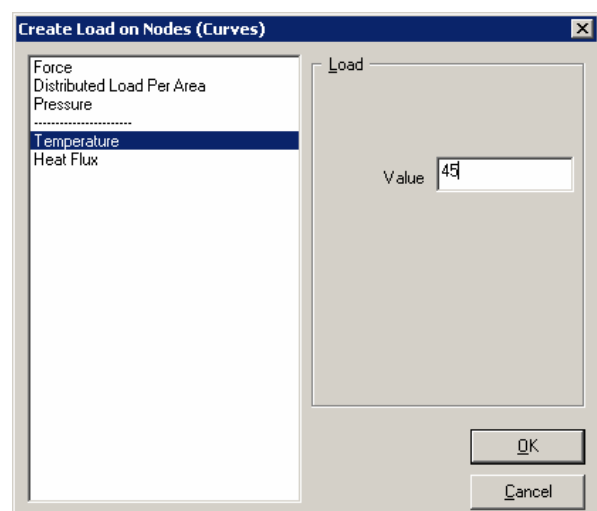 Create Load on Nodes (Curves)
Force
Distributed Load Per Area
Pressure
----------------------
Temperature
Heat Flux
Load
Value 45
OK
Cancel